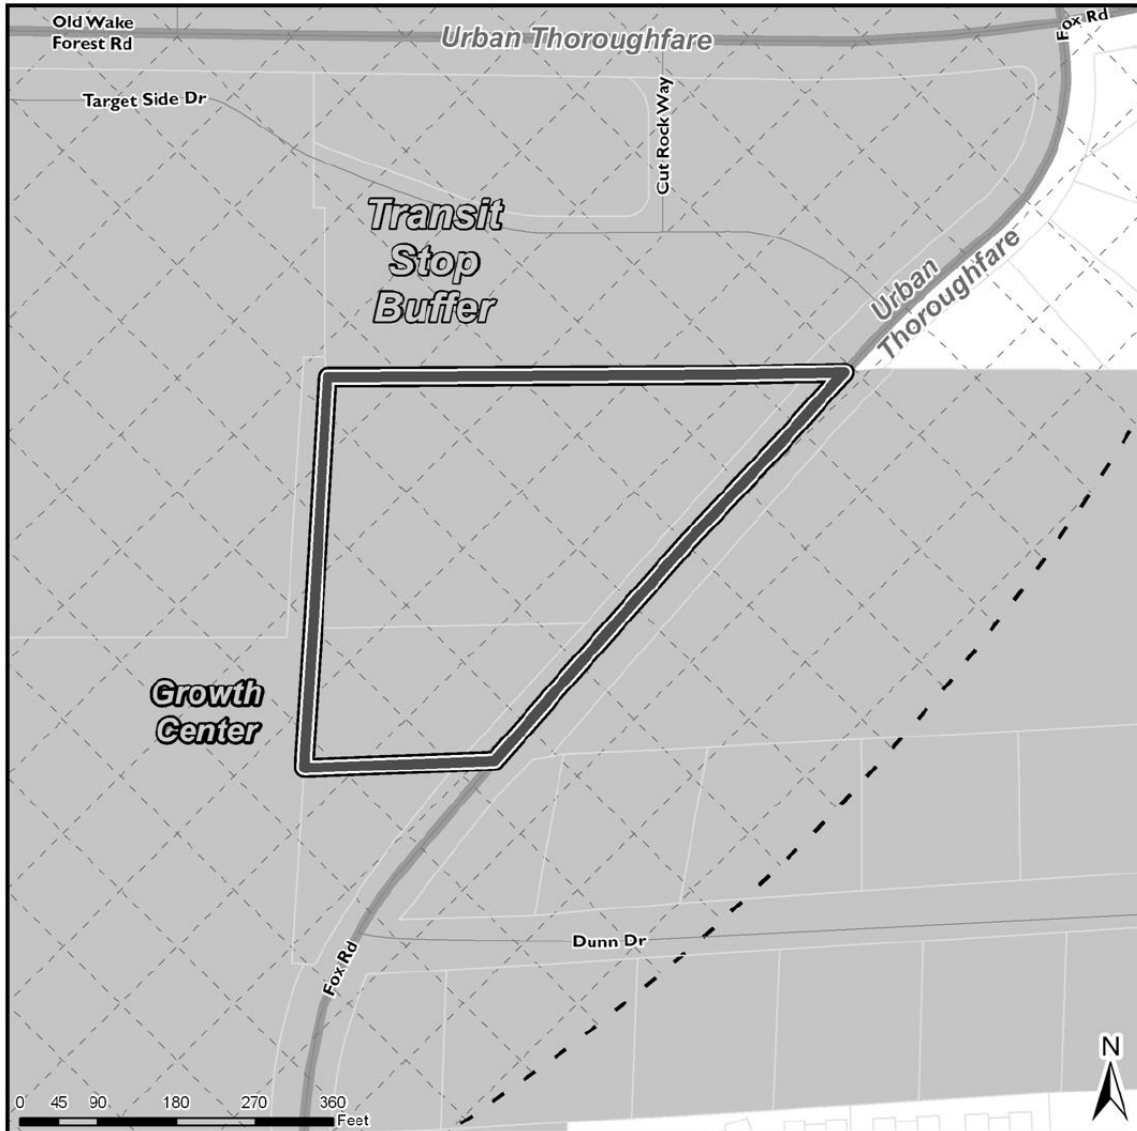 Old Wake
Forest Rd
Urban Thoroughfare
Fox Rd
Target Side Dr
Cut Rock Way
Transit
Stop
Buffer
Urban
Thoroughfare
Growth
Center
Dunn Dr
Fox Rd
N
0 45 90 180 270 360
Feet